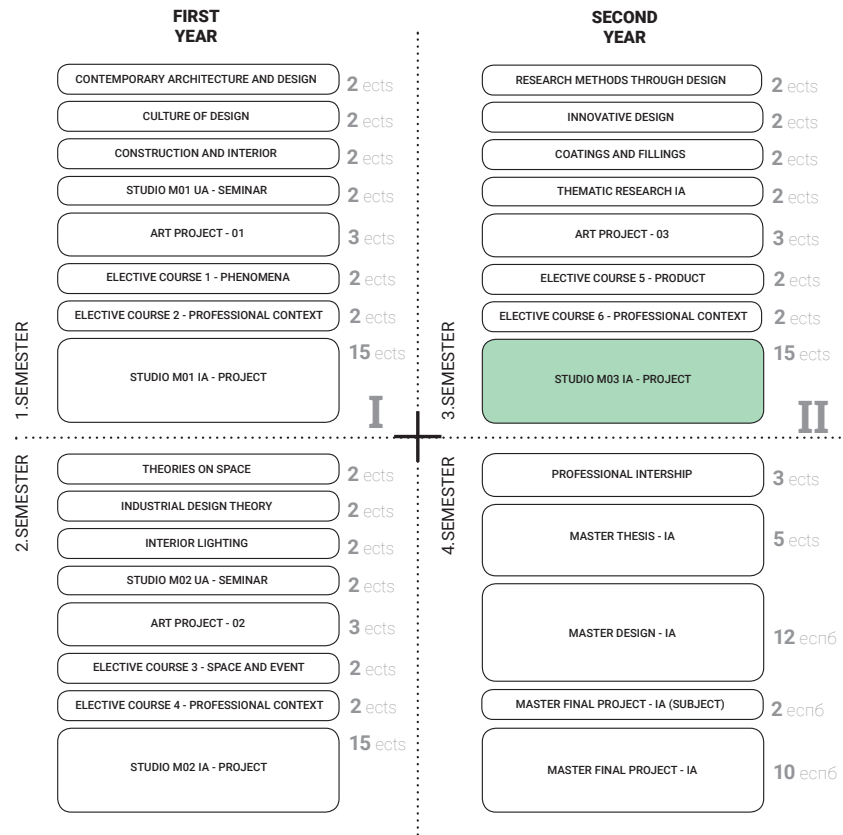 FIRST
YEAR
1.SEMESTER
CONTEMPORARY ARCHITECTURE AND DESIGN 2 ects
CULTURE OF DESIGN 2 ects
CONSTRUCTION AND INTERIOR 2 ects
STUDIO M01 UA - SEMINAR 2 ects
ART PROJECT - 01 3 ects
ELECTIVE COURSE 1 - PHENOMENA 2 ects
ELECTIVE COURSE 2 - PROFESSIONAL CONTEXT 2 ects
STUDIO M01 IA - PROJECT 15 ects
I
2.SEMESTER
THEORIES ON SPACE 2 ects
INDUSTRIAL DESIGN THEORY 2 ects
INTERIOR LIGHTING 2 ects
STUDIO M02 UA - SEMINAR 2 ects
ART PROJECT - 02 3 ects
ELECTIVE COURSE 3 - SPACE AND EVENT 2 ects
ELECTIVE COURSE 4 - PROFESSIONAL CONTEXT 2 ects
STUDIO M02 IA - PROJECT 15 ects
SECOND
YEAR
3.SEMESTER
RESEARCH METHODS THROUGH DESIGN 2 ects
INNOVATIVE DESIGN 2 ects
COATINGS AND FILLINGS 2 ects
THEMATIC RESEARCH IA 2 ects
ART PROJECT - 03 3 ects
ELECTIVE COURSE 5 - PRODUCT 2 ects
ELECTIVE COURSE 6 - PROFESSIONAL CONTEXT 2 ects
STUDIO M03 IA - PROJECT 15 ects
II
4.SEMESTER
PROFESSIONAL INTERSHIP 3 ects
MASTER THESIS - IA 5 ects
MASTER DESIGN - IA 12 еспб
MASTER FINAL PROJECT - IA (SUBJECT) 2 еспб
MASTER FINAL PROJECT - IA 10 еспб